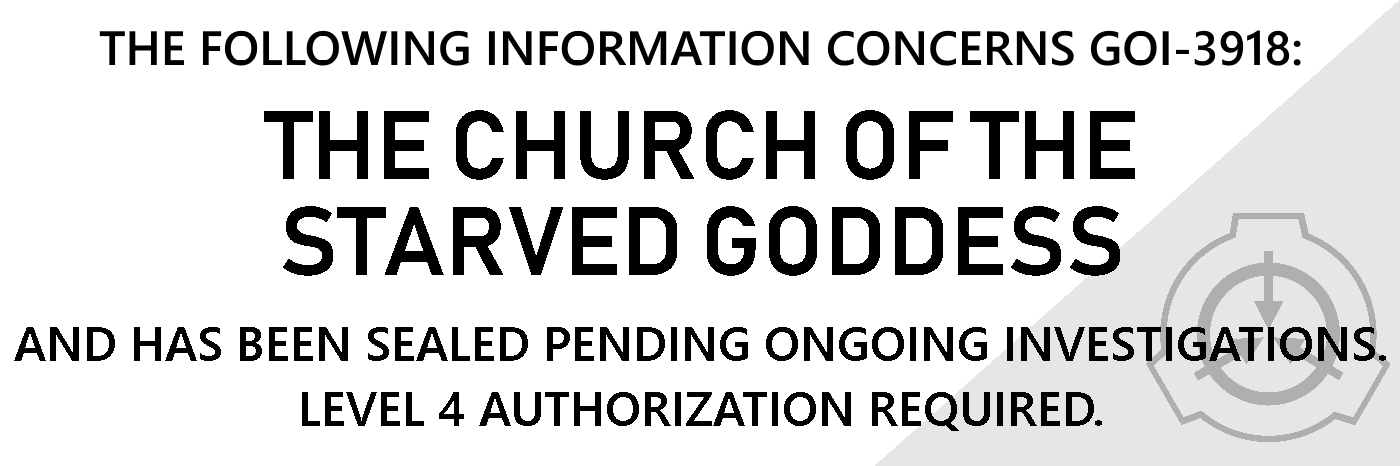 THE FOLLOWING INFORMATION CONCERNS GOI-3918:
THE CHURCH OF THE
STARVED GODDESS
AND HAS BEEN SEALED PENDING ONGOING INVESTIGATIONS.
LEVEL 4 AUTHORIZATION REQUIRED.